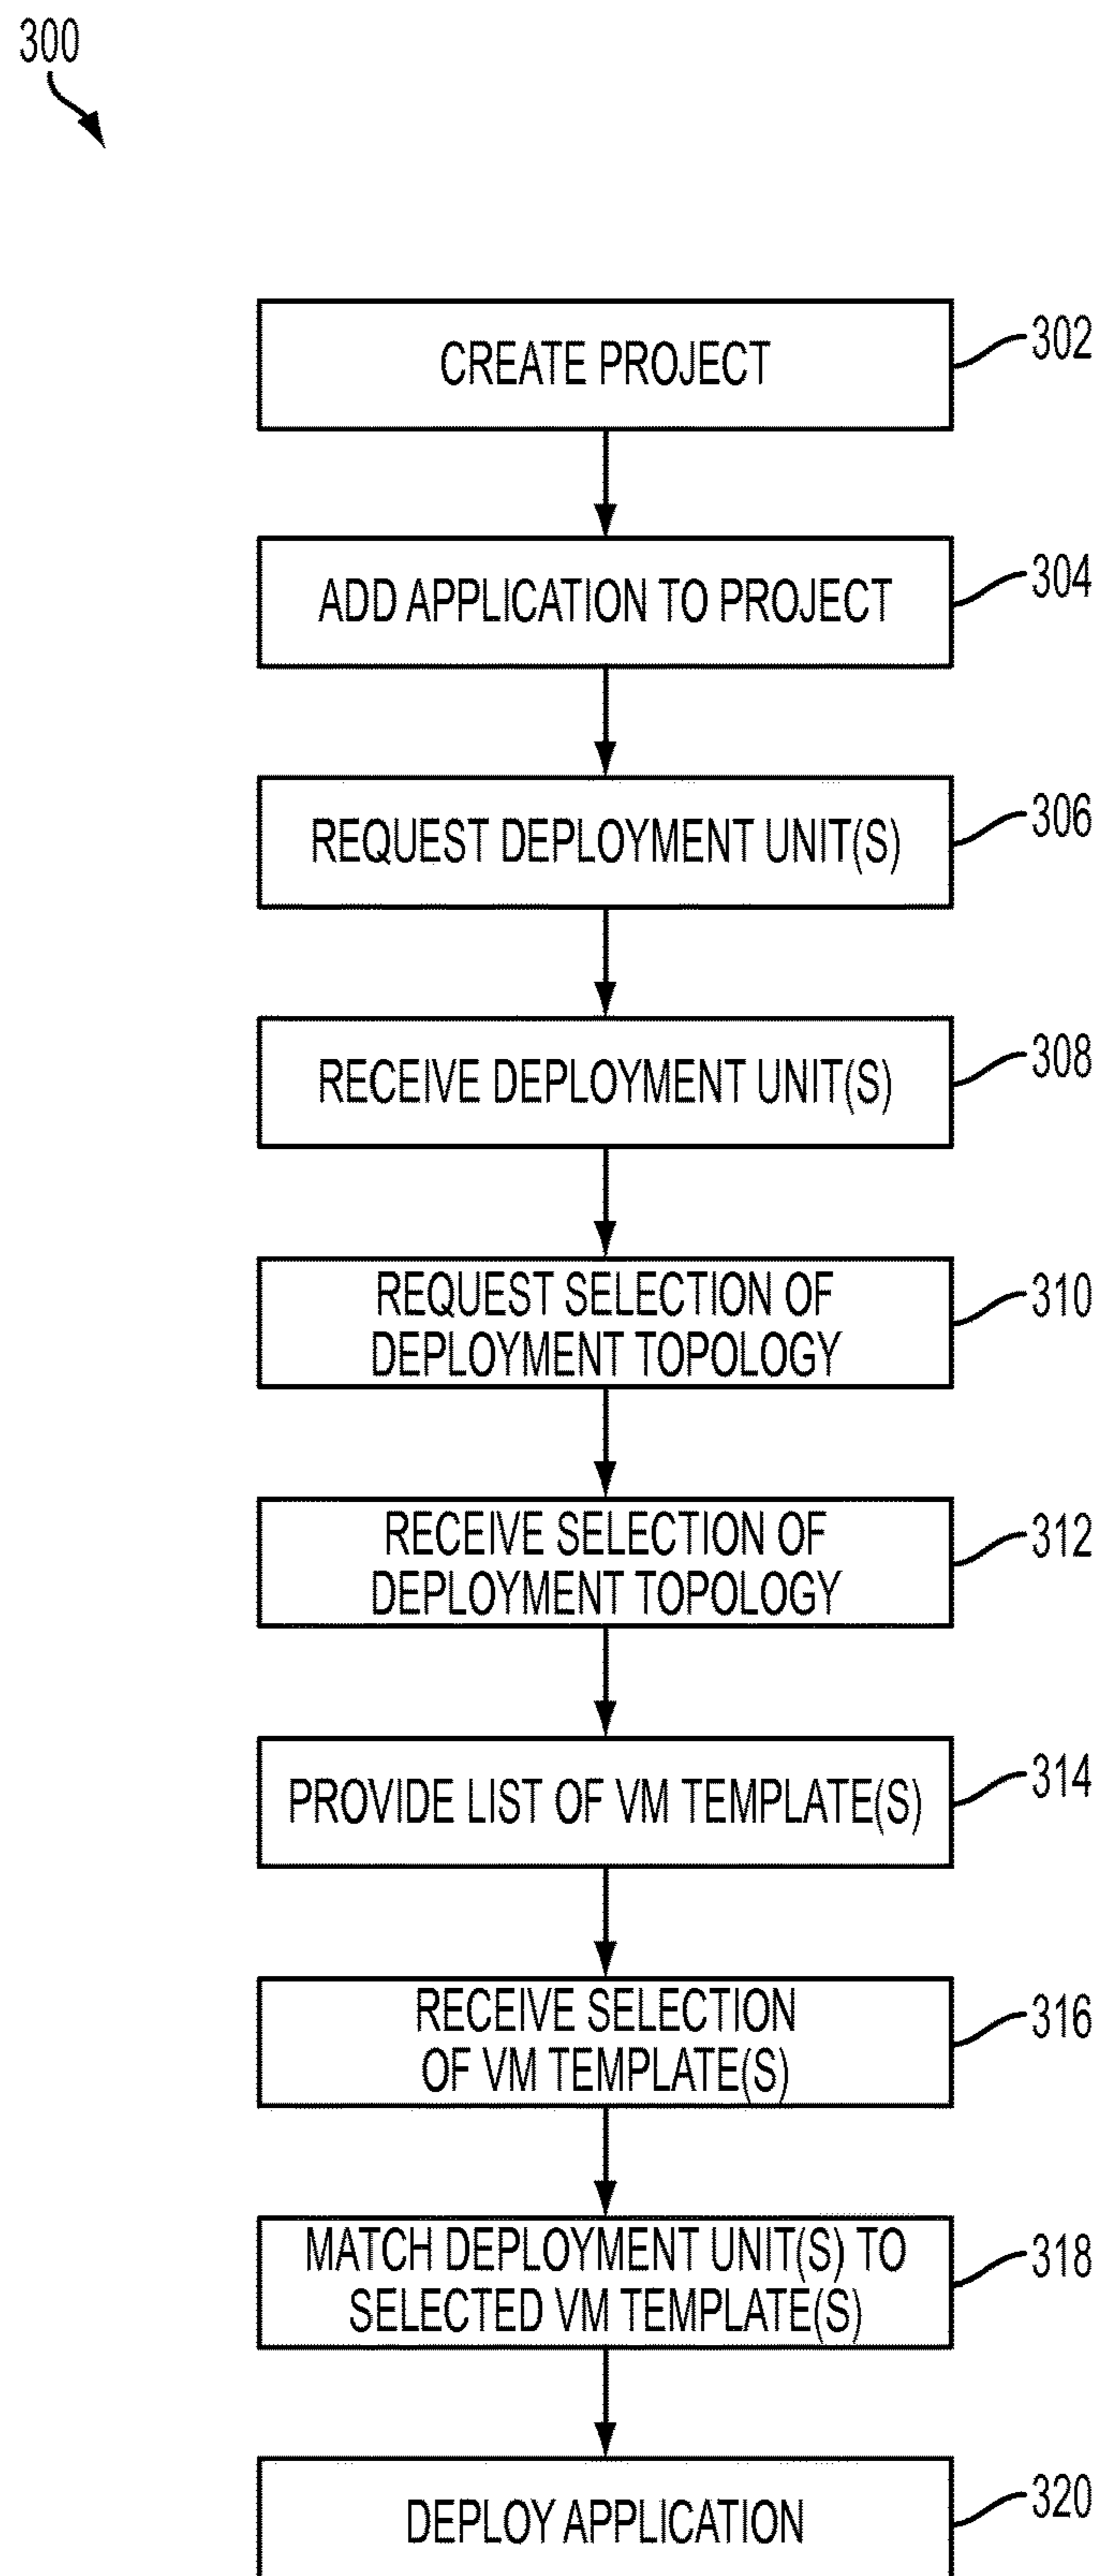 300
CREATE PROJECT
302
ADD APPLICATION TO PROJECT
304
REQUEST DEPLOYMENT UNIT(S)
306
RECEIVE DEPLOYMENT UNIT(S)
308
REQUEST SELECTION OF
DEPLOYMENT TOPOLOGY
310
RECEIVE SELECTION OF
DEPLOYMENT TOPOLOGY
312
PROVIDE LIST OF VM TEMPLATE(S)
314
RECEIVE SELECTION
OF VM TEMPLATE(S)
316
MATCH DEPLOYMENT UNIT(S) TO
SELECTED VM TEMPLATE(S)
318
DEPLOY APPLICATION
320